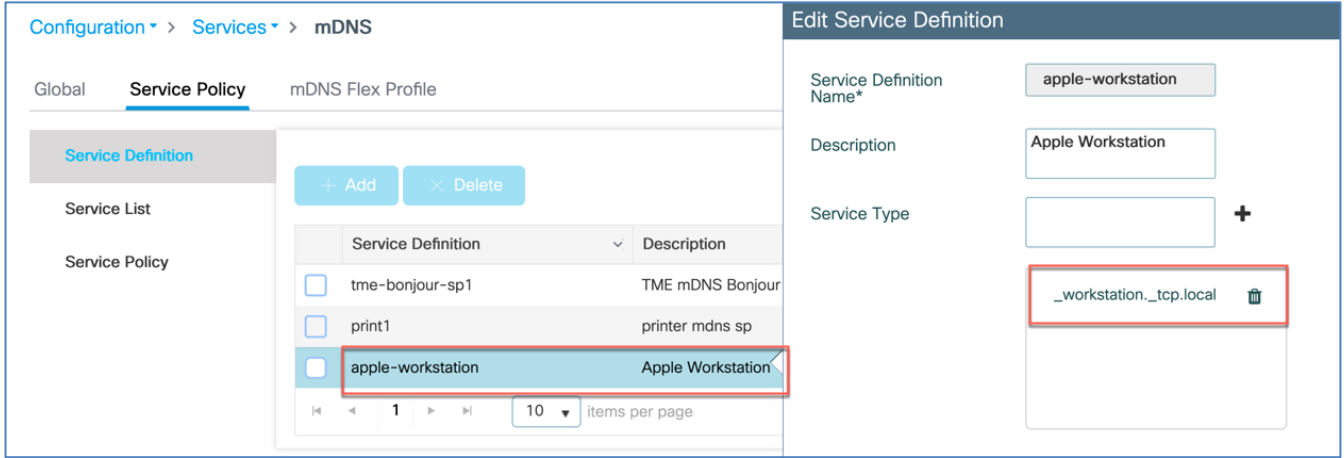 Configuration > Services > mDNS
Global Service Policy mDNS Flex Profile
Service Definition
Service List
Service Policy
+ Add × Delete
Service Definition Description
tme-bonjour-sp1 TME mDNS Bonjour
print1 printer mdns sp
apple-workstation Apple Workstation
1 10 items per page
Edit Service Definition
Service Definition
Name* apple-workstation
Description Apple Workstation
Service Type
_workstation._tcp.local